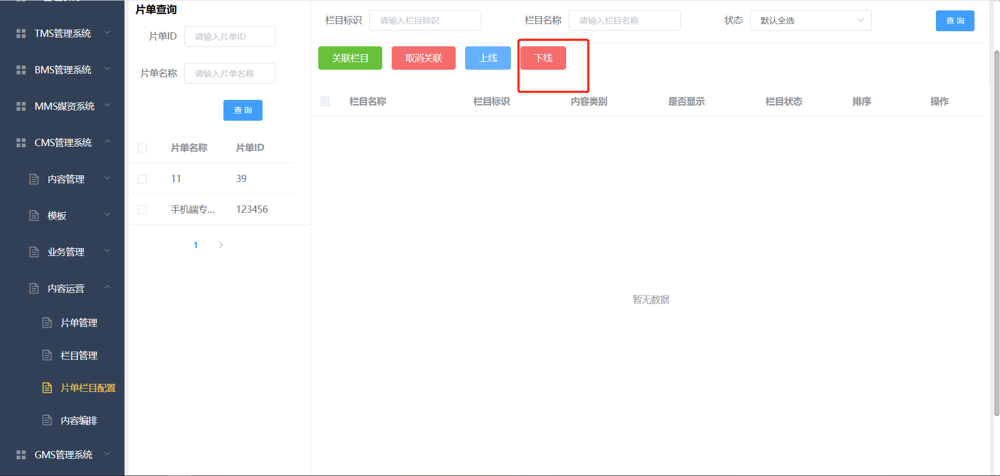 TMS管理系统
BMS管理系统
MMS媒资系统
CMS管理系统
内容管理
模板
业务管理
内容运营
片单管理
栏目管理
片单栏目配置
内容编排
GMS管理系统
片单查询
片单ID 请输入片单ID
片单名称 请输入片单名称
查 询
片单名称 片单ID
11 39
手机端专... 123456
1
栏目标识 请输入栏目标识 栏目名称 请输入栏目名称 状态 默认全选 查 询
关联栏目 取消关联 上线 下线
栏目名称 栏目标识 内容类别 是否显示 栏目状态 排序 操作
暂无数据